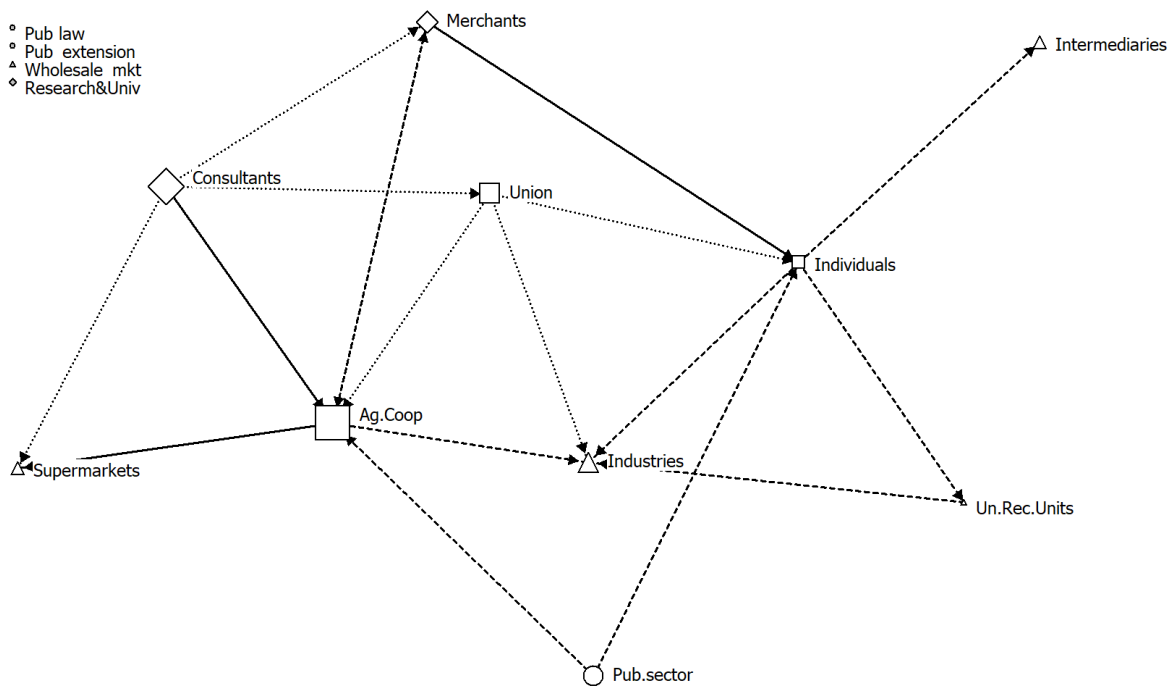 Pub law
Pub extension
Wholesale mkt
Research&Univ
Merchants
Intermediaries
Consultants
Union
Individuals
Ag.Coop
Supermarkets
Industries
Un.Rec.Units
Pub.sector